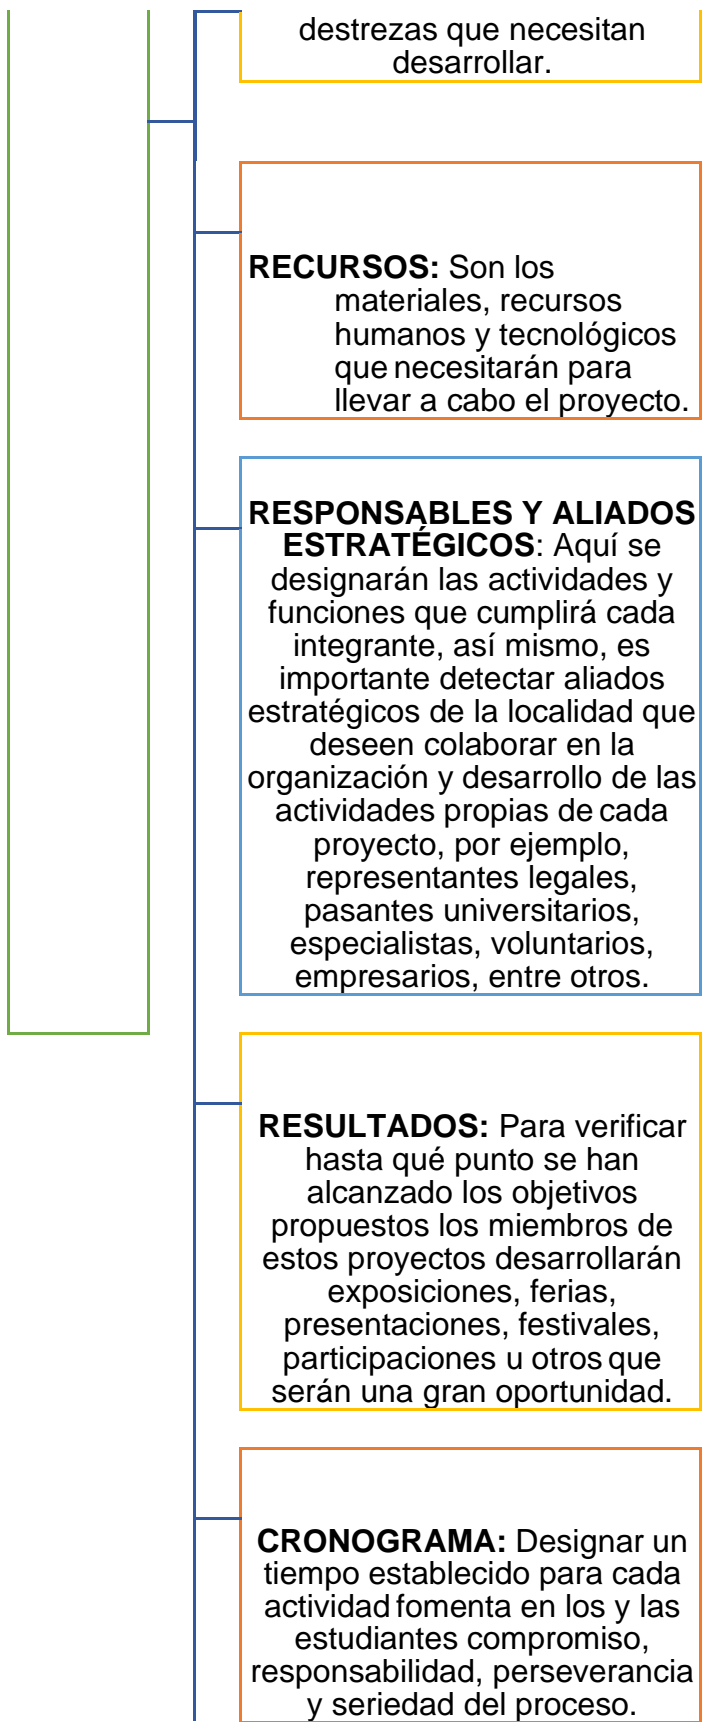 destrezas que necesitan
desarrollar.
RECURSOS: Son los
materiales, recursos
humanos y tecnológicos
que necesitarán para
llevar a cabo el proyecto.
RESPONSABLES Y ALIADOS
ESTRATÉGICOS: Aquí se
designarán las actividades y
funciones que cumplirá cada
integrante, así mismo, es
importante detectar aliados
estratégicos de la localidad que
deseen colaborar en la
organización y desarrollo de las
actividades propias de cada
proyecto, por ejemplo,
representantes legales,
pasantes universitarios,
especialistas, voluntarios,
empresarios, entre otros.
RESULTADOS: Para verificar
hasta qué punto se han
alcanzado los objetivos
propuestos los miembros de
estos proyectos desarrollarán
exposiciones, ferias,
presentaciones, festivales,
participaciones u otros que
serán una gran oportunidad.
CRONOGRAMA: Designar un
tiempo establecido para cada
actividad fomenta en los y las
estudiantes compromiso,
responsabilidad, perseverancia
y seriedad del proceso.